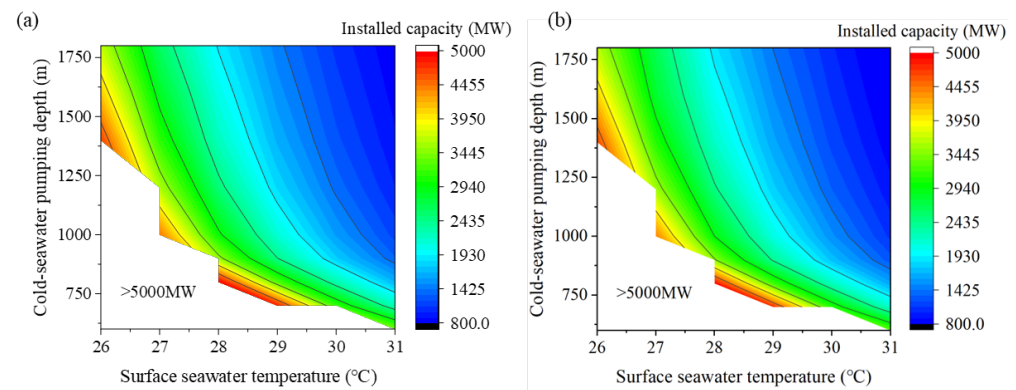 (a)
Installed capacity (MW)
Cold-seawater pumping depth (m)
1750
1500
1250
1000
750
>5000MW
26 27 28 29 30 31
Surface seawater temperature (℃)
5000
4455
3950
3445
2940
2435
1930
1425
800.0
(b)
Installed capacity (MW)
Cold-seawater pumping depth (m)
1750
1500
1250
1000
750
>5000MW
26 27 28 29 30 31
Surface seawater temperature (℃)
5000
4455
3950
3445
2940
2435
1930
1425
800.0